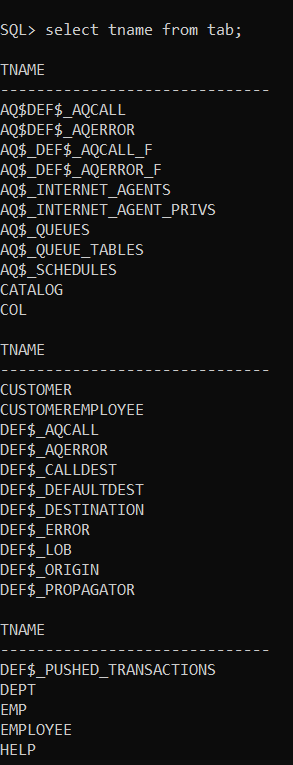 SQL> select tname from tab;
TNAME
------------------------------
AQ$DEF$_AQCALL
AQ$DEF$_AQERROR
AQ$_DEF$_AQCALL_F
AQ$_DEF$_AQERROR_F
AQ$_INTERNET_AGENTS
AQ$_INTERNET_AGENT_PRIVS
AQ$_QUEUES
AQ$_QUEUE_TABLES
AQ$_SCHEDULES
CATALOG
COL
TNAME
------------------------------
CUSTOMER
CUSTOMEREMPLOYEE
DEF$_AQCALL
DEF$_AQERROR
DEF$_CALLDEST
DEF$_DEFAULTDEST
DEF$_DESTINATION
DEF$_ERROR
DEF$_LOB
DEF$_ORIGIN
DEF$_PROPAGATOR
TNAME
------------------------------
DEF$_PUSHED_TRANSACTIONS
DEPT
EMP
EMPLOYEE
HELP